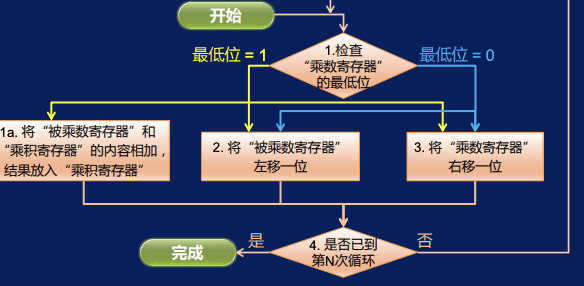 开始
最低位 = 1
1.检查
“乘数寄存器”
的最低位
最低位 = 0
1a. 将“被乘数寄存器”和
“乘积寄存器”的内容相加，
结果放入“乘积寄存器”
2. 将“被乘数寄存器”
左移一位
3. 将“乘数寄存器”
右移一位
完成
是
4. 是否已到
第N次循环
否